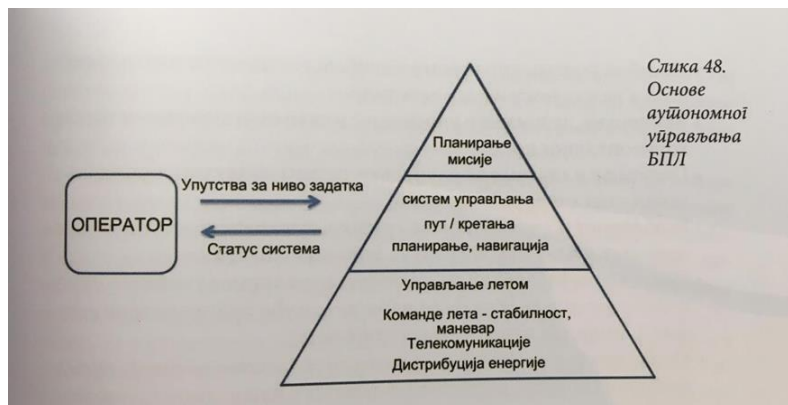 Слика 48.
Основе
аутономног
управљања
БПЛ
ОПЕРАТОР
Упутства за ниво задатка
Статус система
Планирање
мисије
систем управљања
пут / кретања
планирање, навигација
Управљање летом
Команде лета - стабилност,
маневар
Телекомуникације
Дистрибуција енергије